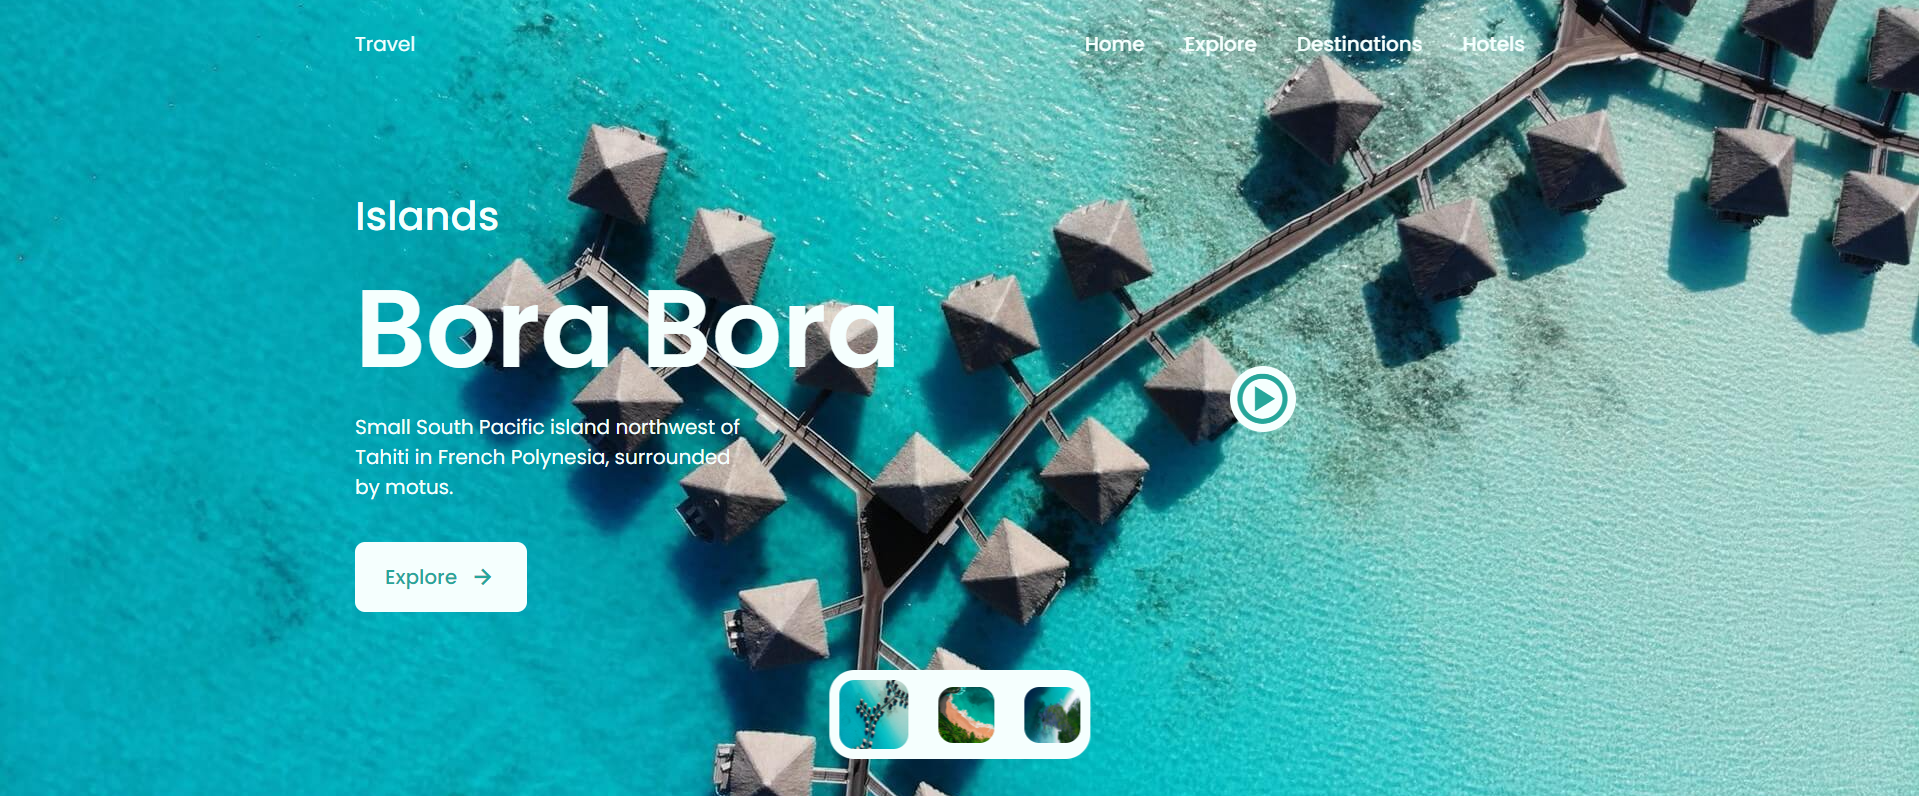 Travel
Home Explore Destinations Hotels
Islands
Bora Bora
Small South Pacific island northwest of
Tahiti in French Polynesia, surrounded
by motus.
Explore